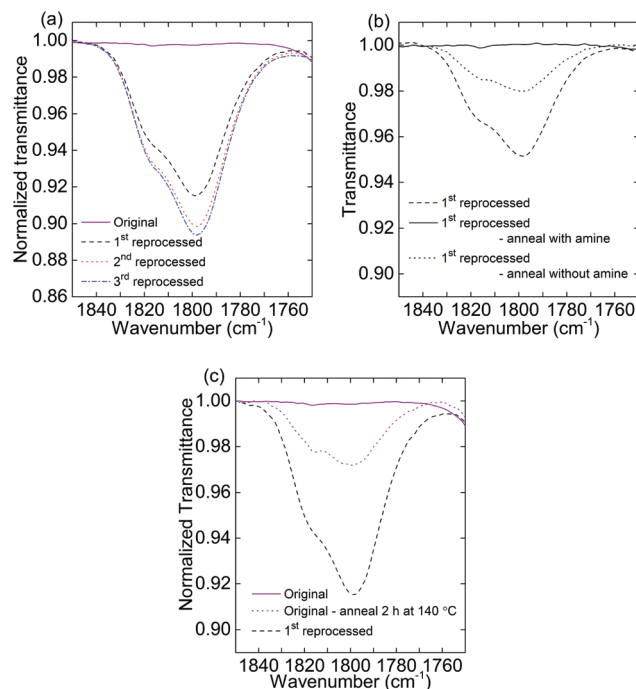 (a)
1.00
0.98
0.96
0.94
0.92
0.90
0.88
0.86
Normalized transmittance
Original
1st reprocessed
2nd reprocessed
3rd reprocessed
1840 1820 1800 1780 1760
Wavenumber (cm-1)
(b)
1.00
0.98
0.96
0.94
0.92
0.90
Transmittance
1st reprocessed
1st reprocessed
- anneal with amine
1st reprocessed
- anneal without amine
1840 1820 1800 1780 1760
Wavenumber (cm-1)
(c)
1.00
0.98
0.96
0.94
0.92
0.90
Normalized Transmittance
Original
Original - anneal 2 h at 140 °C
1st reprocessed
1840 1820 1800 1780 1760
Wavenumber (cm-1)